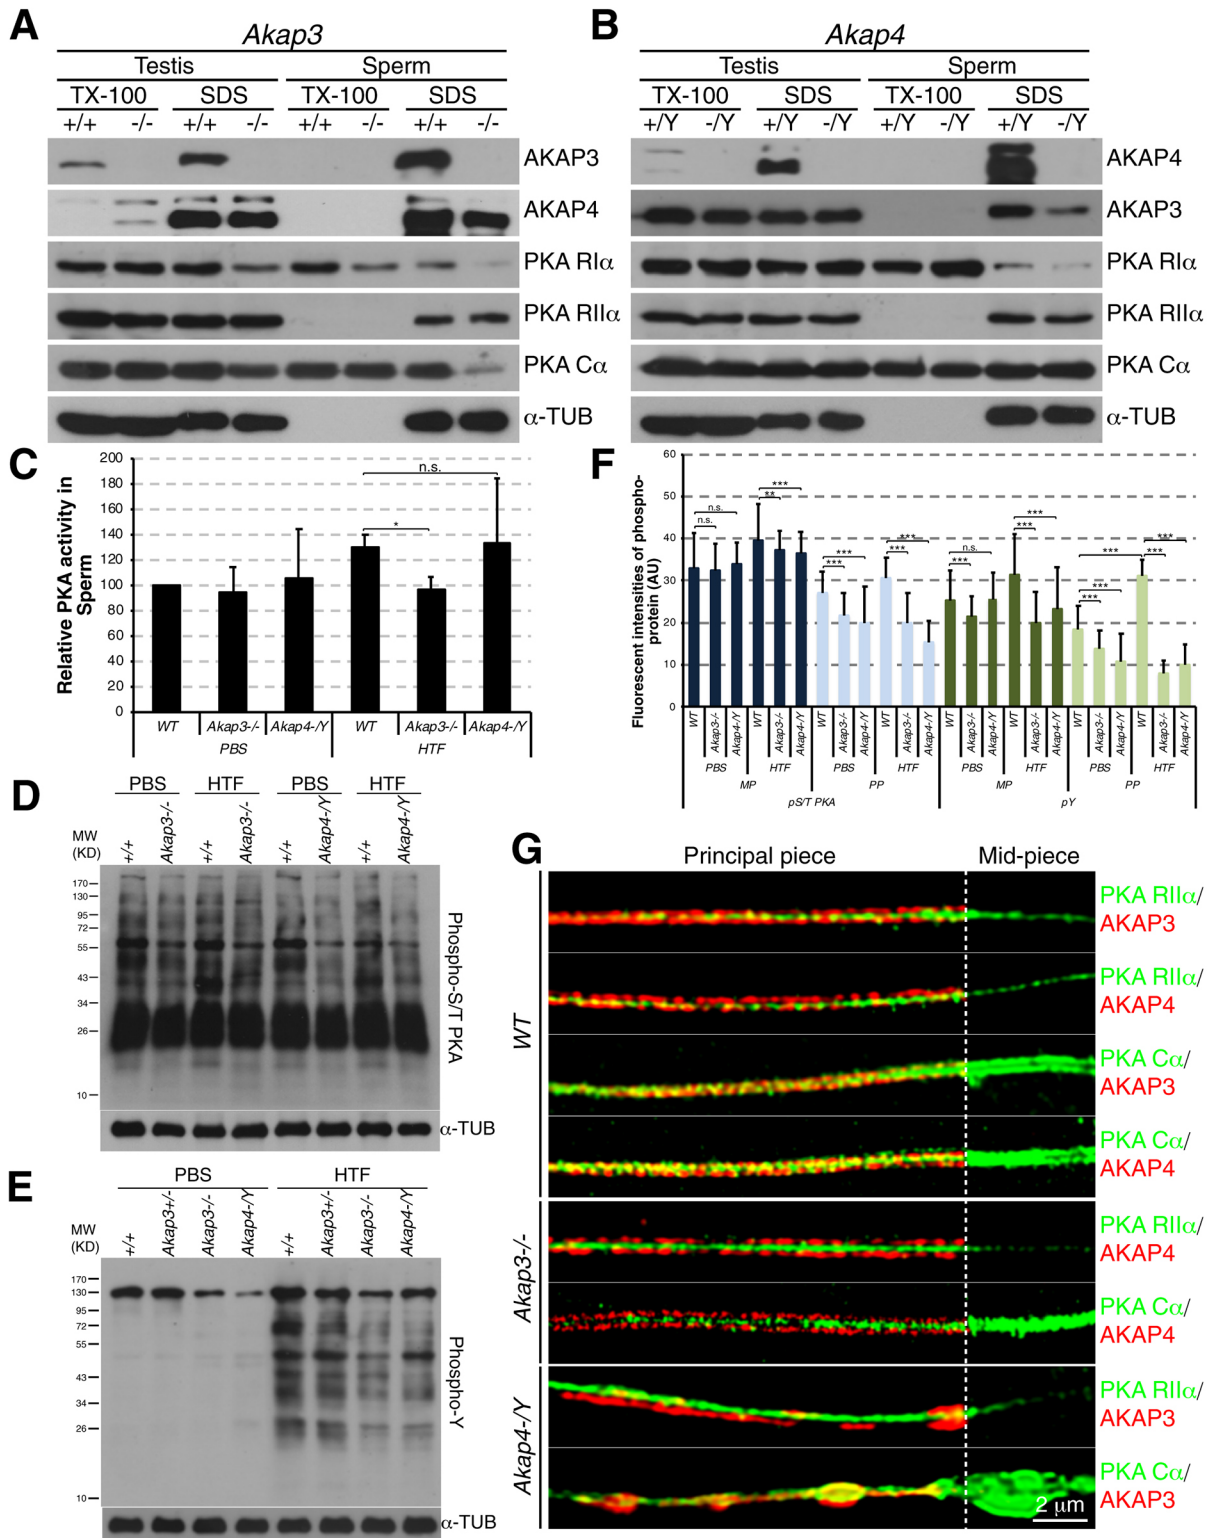 A
Akap3
Testis Sperm
TX-100 SDS TX-100 SDS
+/+ -/- +/+ -/- +/+ -/- +/+ -/-
AKAP3
AKAP4
PKA RIα
PKA RIIα
PKA Cα
α-TUB
B
Akap4
Testis Sperm
TX-100 SDS TX-100 SDS
+/Y -/Y +/Y -/Y +/Y -/Y +/Y -/Y
AKAP4
AKAP3
PKA RIα
PKA RIIα
PKA Cα
α-TUB
C
Relative PKA activity in
Sperm
200
180
160
140
120
100
80
60
40
20
0
n.s.
*
WT Akap3-/- Akap4-/Y WT Akap3-/- Akap4-/Y
PBS HTF
F
Fluorescent intensities of phospho-
protein (AU)
60
50
40
30
20
10
0
n.s.
n.s.
***
**
***
***
***
***
n.s.
***
***
***
***
***
***
***
***
WT Akap3-/- Akap4-/Y WT Akap3-/- Akap4-/Y WT Akap3-/- Akap4-/Y WT Akap3-/- Akap4-/Y WT Akap3-/- Akap4-/Y WT Akap3-/- Akap4-/Y WT Akap3-/- Akap4-/Y WT Akap3-/- Akap4-/Y
PBS HTF PBS HTF PBS HTF PBS HTF
MP PP MP PP
pS/T PKA pY
D
PBS HTF PBS HTF
+/+ Akap3-/- +/+ Akap3-/- +/+ Akap4-/Y +/+ Akap4-/Y
MW
(KD)
170
130
95
72
55
43
34
26
10
Phospho-S/T PKA
α-TUB
E
PBS HTF
+/+ Akap3+/- Akap3-/- Akap4-/Y +/+ Akap3+/- Akap3-/- Akap4-/Y
MW
(KD)
170
130
95
72
55
43
34
26
10
Phospho-Y
α-TUB
G
Principal piece Mid-piece
WT
PKA RIIα/
AKAP3
PKA RIIα/
AKAP4
PKA Cα/
AKAP3
PKA Cα/
AKAP4
Akap3-/-
PKA RIIα/
AKAP4
PKA Cα/
AKAP4
Akap4-/Y
PKA RIIα/
AKAP3
PKA Cα/
AKAP3
2 μm